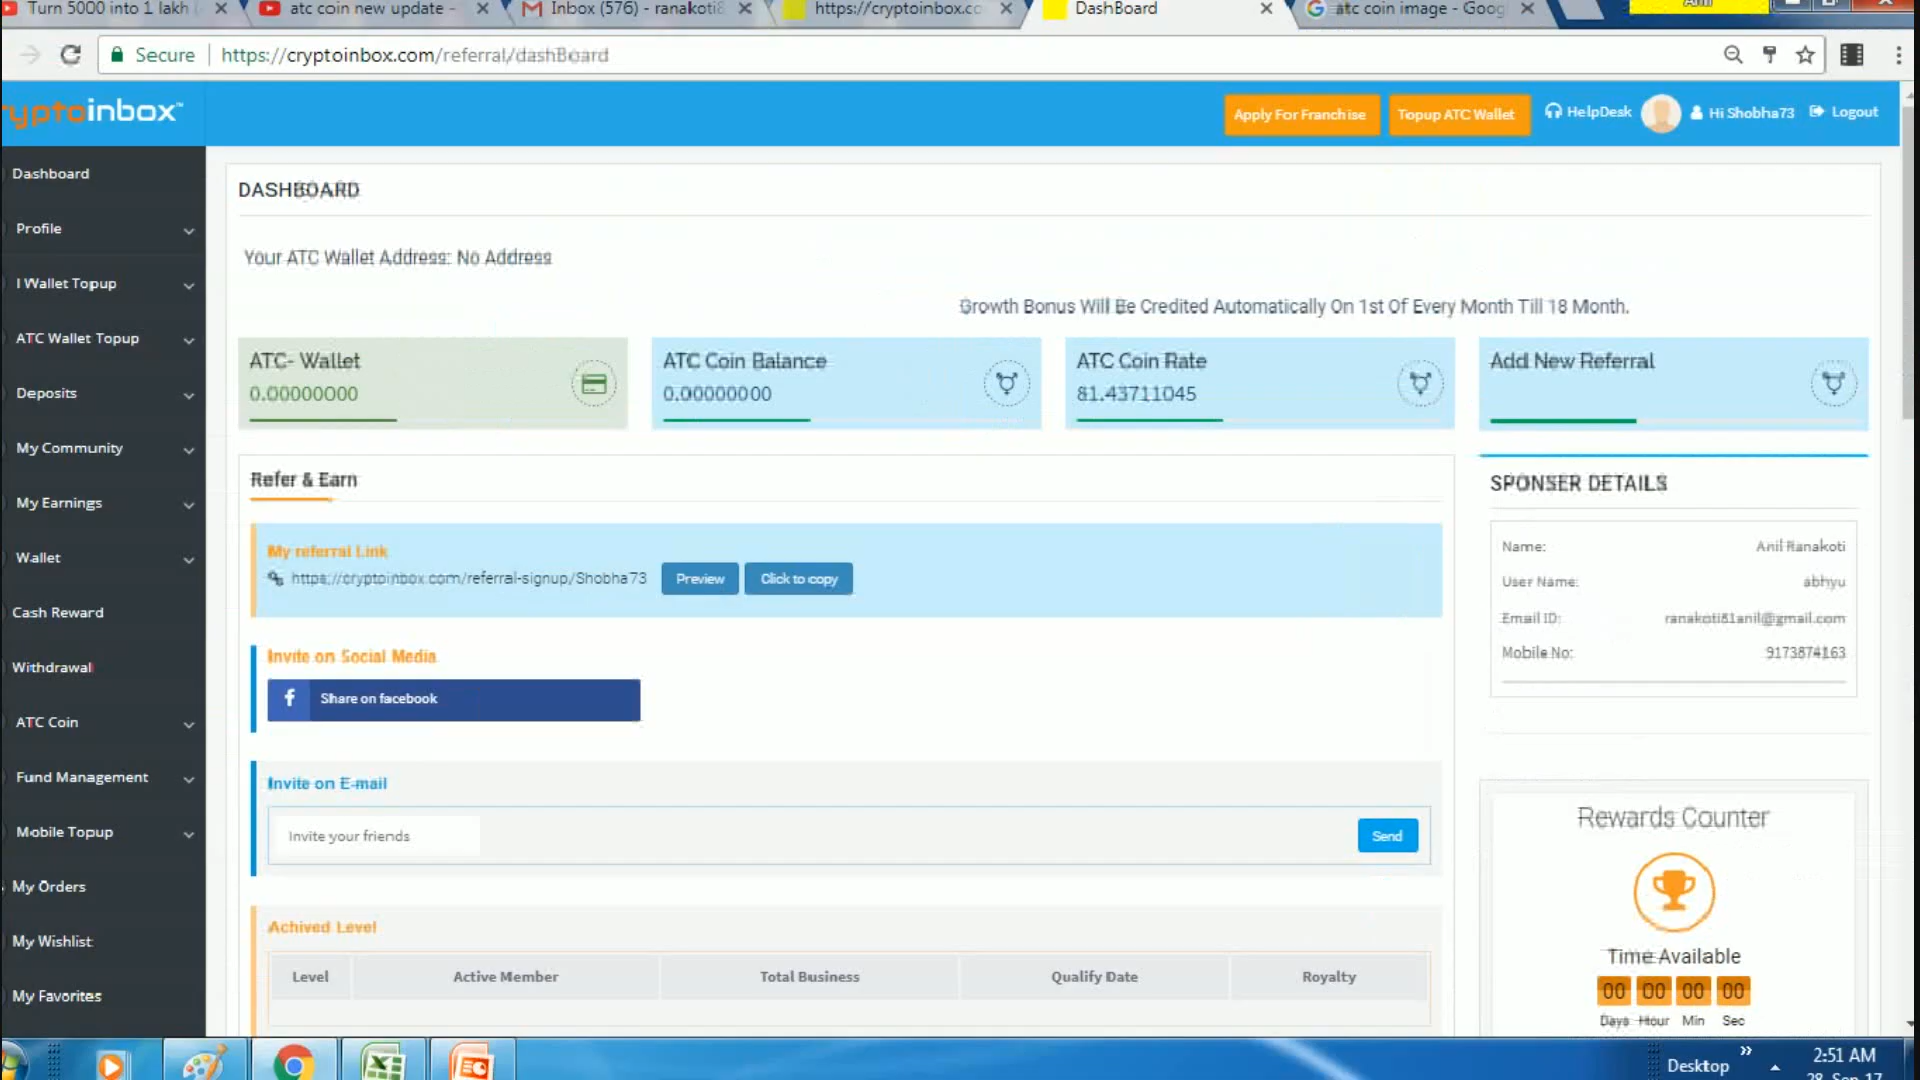 Turn 5000 into 1 lakh
atc coin new update -
Inbox (576) - ranakoti8
https://cryptoinbox.co
DashBoard
atc coin image - Goog
Secure
https://cryptoinbox.com/referral/dashBoard
yptoinbox™
Apply For Franchise
Topup ATC Wallet
HelpDesk
Hi Shobha73
Logout
Dashboard
Profile
I Wallet Topup
ATC Wallet Topup
Deposits
My Community
My Earnings
Wallet
Cash Reward
Withdrawal
ATC Coin
Fund Management
Mobile Topup
My Orders
My Wishlist
My Favorites
DASHBOARD
Your ATC Wallet Address: No Address
Growth Bonus Will Be Credited Automatically On 1st Of Every Month Till 18 Month.
ATC- Wallet
0.00000000
ATC Coin Balance
0.00000000
ATC Coin Rate
81.43711045
Add New Referral
Refer & Earn
My referral Link
https://cryptoinbox.com/referral-signup/Shobha73
Preview
Click to copy
Invite on Social Media
f Share on facebook
Invite on E-mail
Invite your friends
Send
Achived Level
Level Active Member Total Business Qualify Date Royalty
SPONSER DETAILS
Name: Anil Ranakoti
User Name: abhyu
Email ID: ranakoti81anil@gmail.com
Mobile No: 9173874163
Rewards Counter
Time Available
00 00 00 00
Days Hour Min Sec
Desktop
2:51 AM